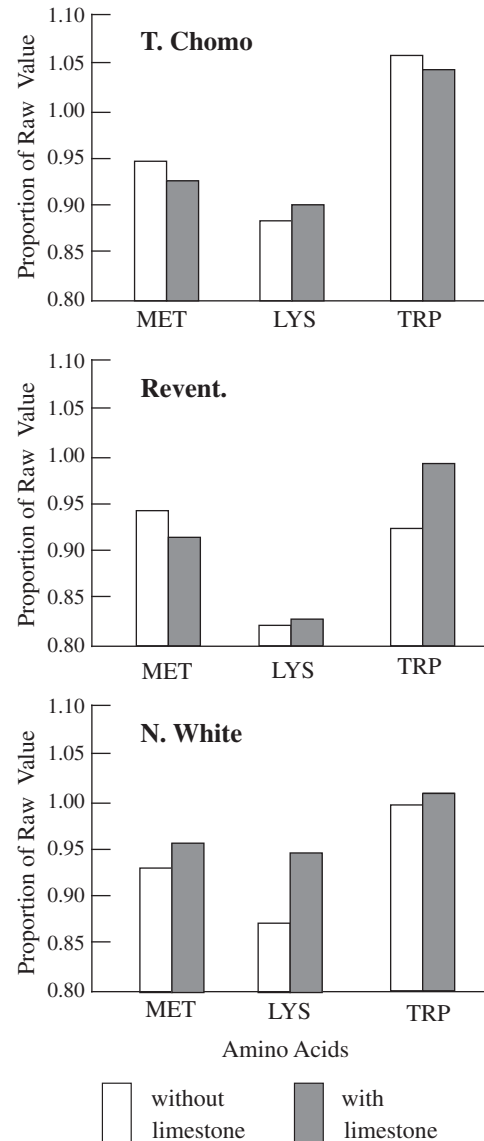 T. Chomo
Proportion of Raw Value
1.10
1.05
1.00
0.95
0.90
0.85
0.80
MET LYS TRP
Revent.
Proportion of Raw Value
1.10
1.05
1.00
0.95
0.90
0.85
0.80
MET LYS TRP
N. White
Proportion of Raw Value
1.10
1.05
1.00
0.95
0.90
0.85
0.80
MET LYS TRP
Amino Acids
without
limestone
with
limestone